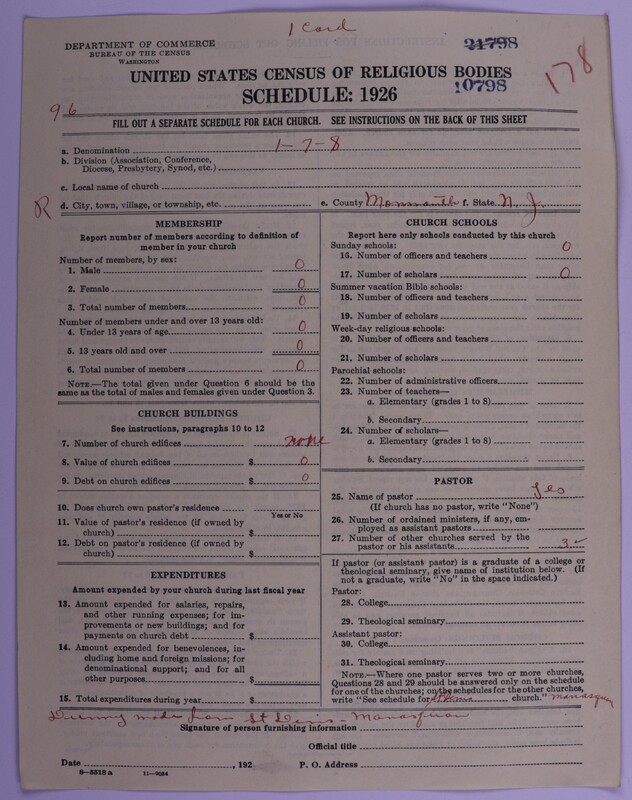 1 Card
DEPARTMENT OF COMMERCE
BUREAU OF THE CENSUS
WASHINGTON
21798
UNITED STATES CENSUS OF RELIGIOUS BODIES
SCHEDULE: 1926
10798
178
96
FILL OUT A SEPARATE SCHEDULE FOR EACH CHURCH. SEE INSTRUCTIONS ON THE BACK OF THIS SHEET
a. Denomination 1-7-8
b. Division (Association, Conference,
Diocese, Presbytery, Synod, etc.)
c. Local name of church
R
d. City, town, village, or township, etc. e. County Monmouth f. State N. J.
MEMBERSHIP
Report number of members according to definition of
member in your church
Number of members, by sex:
1. Male 0
2. Female 0
3. Total number of members 0
Number of members under and over 13 years old:
4. Under 13 years of age 0
5. 13 years old and over 0
6. Total number of members 0
NOTE.—The total given under Question 6 should be the
same as the total of males and females given under Question 3.
CHURCH BUILDINGS
See instructions, paragraphs 10 to 12
7. Number of church edifices none
8. Value of church edifices $ 0
9. Debt on church edifices $ 0
10. Does church own pastor's residence
Yes or No
11. Value of pastor's residence (if owned by
church) $
12. Debt on pastor's residence (if owned by
church) $
EXPENDITURES
Amount expended by your church during last fiscal year
13. Amount expended for salaries, repairs,
and other running expenses; for im-
provements or new buildings; and for
payments on church debt $
14. Amount expended for benevolences, in-
cluding home and foreign missions; for
denominational support; and for all
other purposes $
15. Total expenditures during year $
CHURCH SCHOOLS
Report here only schools conducted by this church
Sunday schools:
16. Number of officers and teachers 0
17. Number of scholars 0
Summer vacation Bible schools:
18. Number of officers and teachers
19. Number of scholars
Week-day religious schools:
20. Number of officers and teachers
21. Number of scholars
Parochial schools:
22. Number of administrative officers
23. Number of teachers—
a. Elementary (grades 1 to 8)
b. Secondary
24. Number of scholars—
a. Elementary (grades 1 to 8)
b. Secondary
PASTOR
25. Name of pastor Yes
(If church has no pastor, write "None")
26. Number of ordained ministers, if any, em-
ployed as assistant pastors
27. Number of other churches served by the
pastor or his assistants 3
If pastor (or assistant pastor) is a graduate of a college or
theological seminary, give name of institution below. (If
not a graduate, write "No" in the space indicated.)
Pastor:
28. College
29. Theological seminary
Assistant pastor:
30. College
31. Theological seminary
NOTE.—Where one pastor serves two or more churches,
Questions 28 and 29 should be answered only on the schedule
for one of the churches; on the schedules for the other churches,
write "See schedule for church." Manasquan
Dummy made from St Denis - Manasquan
Signature of person furnishing information
Official title
Date , 192 P. O. Address
8—5518 a 11—9554